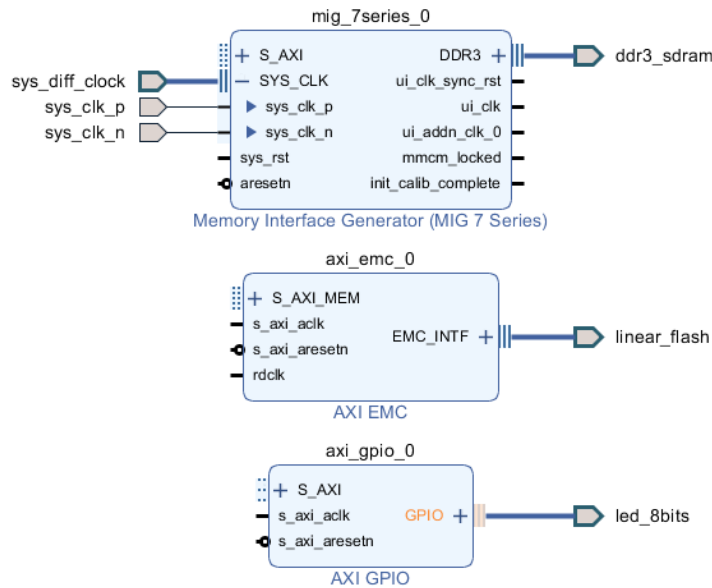 mig_7series_0
S_AXI DDR3
sys_diff_clock SYS_CLK ui_clk_sync_rst ddr3_sdram
sys_clk_p sys_clk_p ui_clk
sys_clk_n sys_clk_n ui_addn_clk_0
sys_rst mmcm_locked
aresetn init_calib_complete
Memory Interface Generator (MIG 7 Series)
axi_emc_0
S_AXI_MEM
s_axi_aclk
EMC_INTF linear_flash
s_axi_aresetn
rdclk
AXI EMC
axi_gpio_0
S_AXI
s_axi_aclk GPIO led_8bits
s_axi_aresetn
AXI GPIO